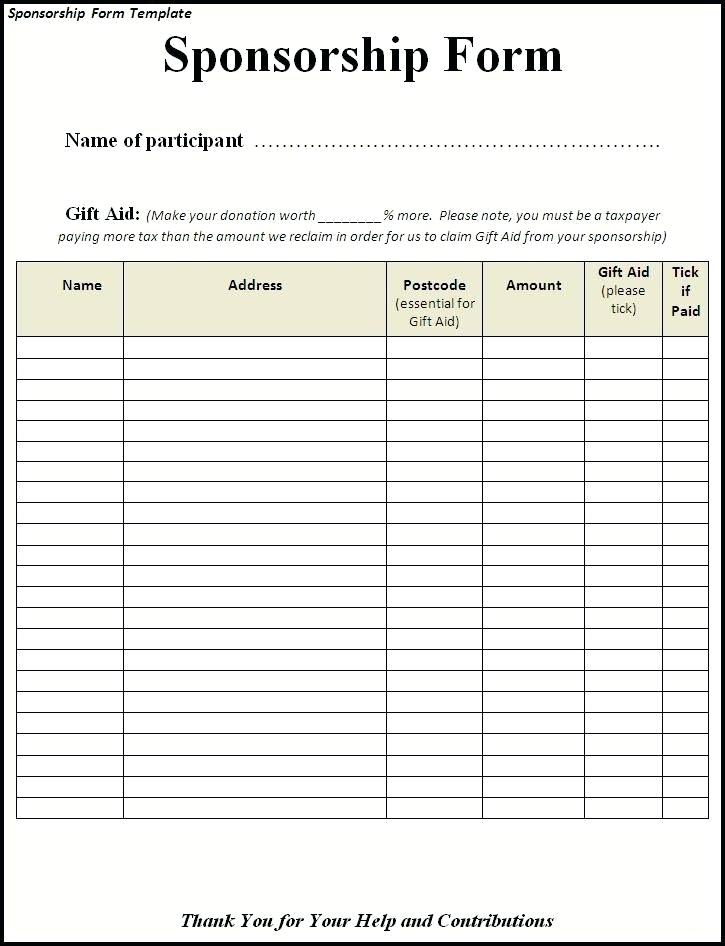 Sponsorship Form Template
Sponsorship Form
Name of participant ……………………………………………………
Gift Aid: (Make your donation worth ________% more. Please note, you must be a taxpayer
paying more tax than the amount we reclaim in order for us to claim Gift Aid from your sponsorship)
Name
Address
Postcode
(essential for
Gift Aid)
Amount
Gift Aid
(please
tick)
Tick
if
Paid
Thank You for Your Help and Contributions